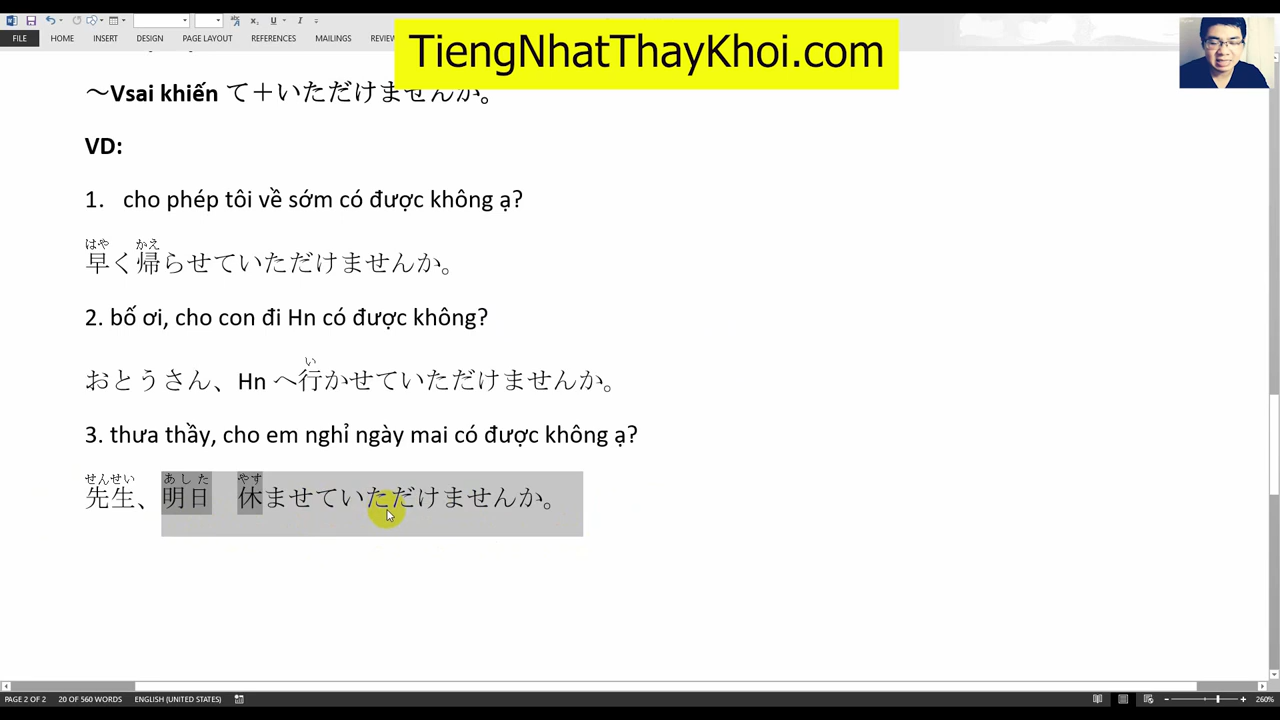 FILE HOME INSERT DESIGN PAGE LAYOUT REFERENCES MAILINGS
TiengNhatThayKhoi.com
～Vsai khiến て＋いただけませんか。
VD:
1. cho phép tôi về sớm có được không ạ?
はや かえ
早く帰らせていただけませんか。
2. bố ơi, cho con đi Hn có được không?
い
おとうさん、Hn へ行かせていただけませんか。
3. thưa thầy, cho em nghỉ ngày mai có được không ạ?
せんせい あした やす
先生、明日 休ませていただけませんか。
PAGE 2 OF 2 20 OF 560 WORDS ENGLISH (UNITED STATES) 260%